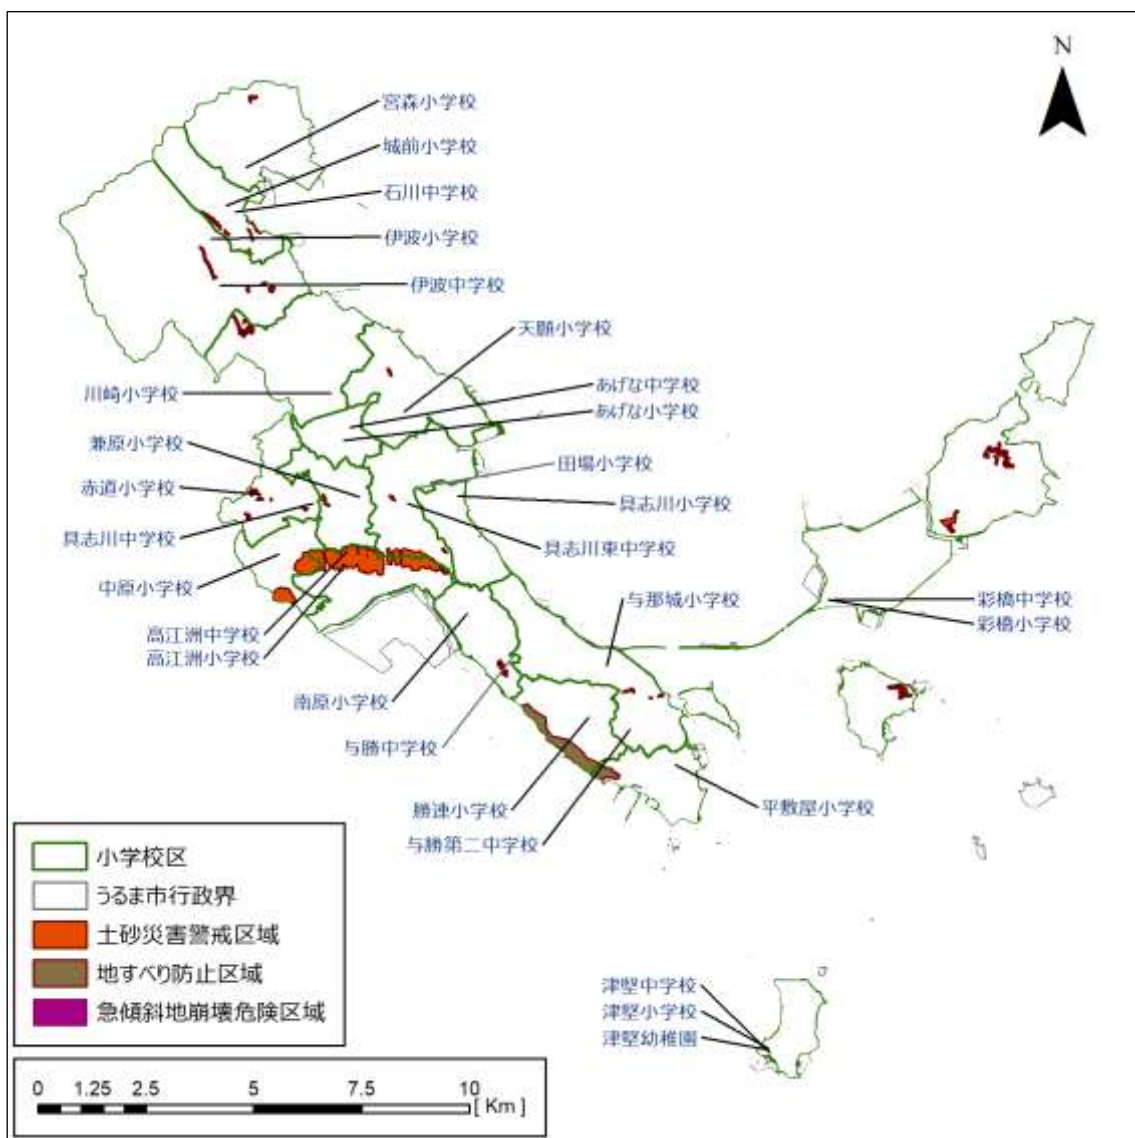 N
宮森小学校
城前小学校
石川中学校
伊波小学校
伊波中学校
天願小学校
川崎小学校
あげな中学校
あげな小学校
兼原小学校
田場小学校
赤道小学校
具志川小学校
具志川中学校
具志川東中学校
中原小学校
与那城小学校
彩橋中学校
彩橋小学校
高江洲中学校
高江洲小学校
南原小学校
与勝中学校
勝連小学校
平敷屋小学校
与勝第二中学校
小学校区
うるま市行政界
土砂災害警戒区域
地すべり防止区域
急傾斜地崩壊危険区域
津堅中学校
津堅小学校
津堅幼稚園
0 1.25 2.5 5 7.5 10
[ Km ]